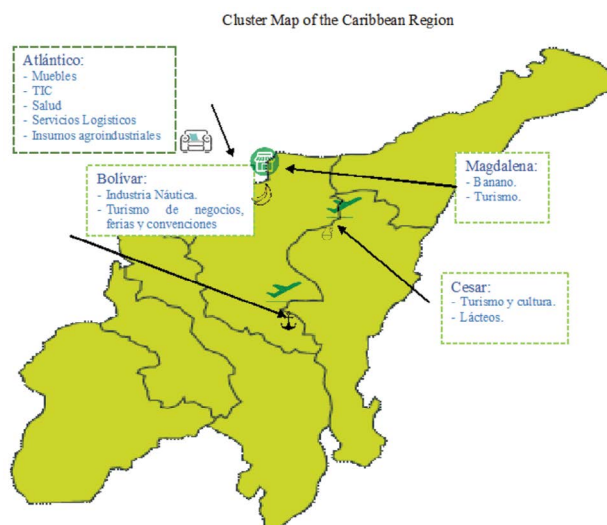 Cluster Map of the Caribbean Region
Atlántico:
- Muebles
- TIC
- Salud
- Servicios Logísticos
- Insumos agroindustriales
Bolivar:
- Industria Náutica.
- Turismo de negocios,
ferias y convenciones
Magdalena:
- Banano.
- Turismo.
Cesar:
- Turismo y cultura.
- Lácteos.